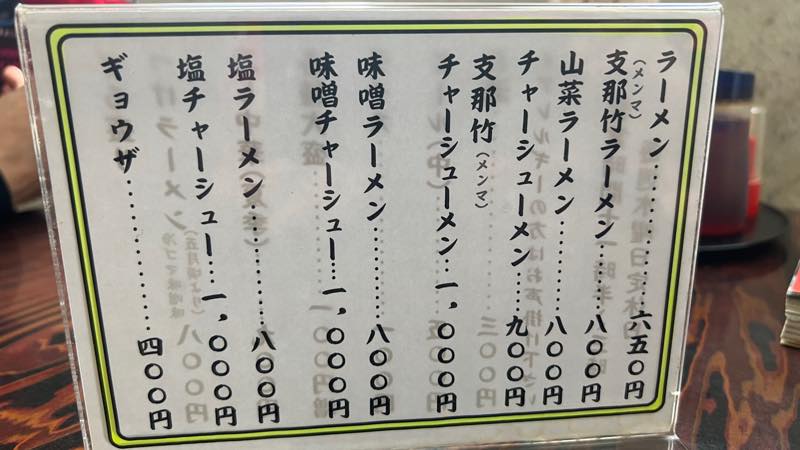 ラーメン…………六五〇円
(メンマ)
支那竹ラーメン………八〇〇円
山菜ラーメン………八〇〇円
チャーシューメン……九〇〇円
支那竹(メンマ)
チャーシューメン…一,〇〇〇円
味噌ラーメン…………八〇〇円
味噌チャーシュー…一,〇〇〇円
塩ラーメン…………八〇〇円
塩チャーシュー…一,〇〇〇円
ギョウザ……………四〇〇円